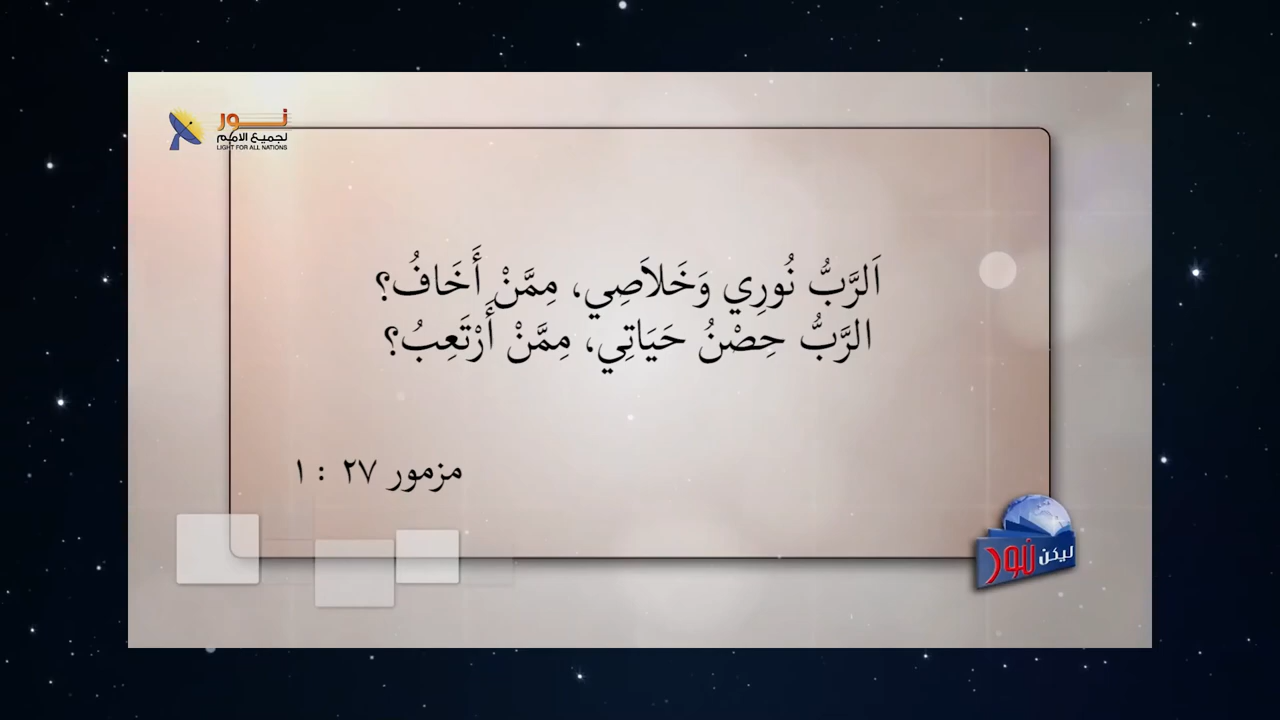 نور
لجميع الامم
LIGHT FOR ALL NATIONS
اَلرَّبُّ نُورِي وَخَلاَصِي، مِمَّنْ أَخَافُ؟
الرَّبُّ حِصْنُ حَيَاتِي، مِمَّنْ أَرْتَعِبُ؟
مزمور ٢٧ : ١
ليكن نور